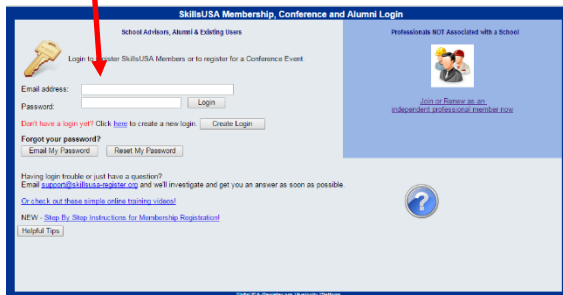 SkillsUSA Membership, Conference and Alumni Login
School Advisors, Alumni & Existing Users
Login to register SkillsUSA Members or to register for a Conference Event.
Email address:
Password:
Login
Don't have a login yet? Click here to create a new login.
Create Login
Forgot your password?
Email My Password
Reset My Password
Having login trouble or just have a question?
Email support@skillsusa-register.org and we'll investigate and get you an answer as soon as possible.
Or check out these simple online training videos!
NEW - Step By Step Instructions for Membership Registration!
Helpful Tips
Professionals NOT Associated with a School
Join or Renew as an
independent professional member now